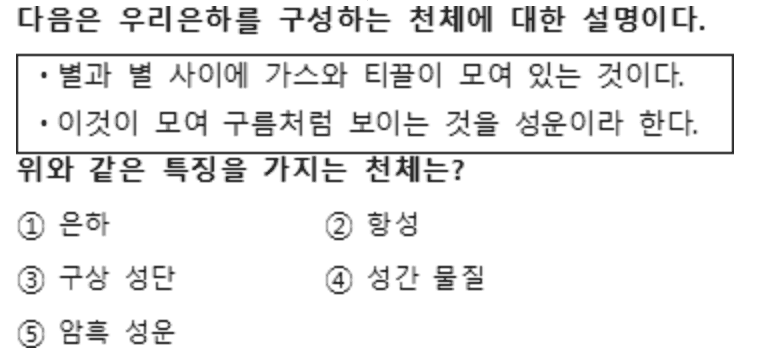 다음은 우리은하를 구성하는 천체에 대한 설명이다.
·별과 별 사이에 가스와 티끌이 모여 있는 것이다.
·이것이 모여 구름처럼 보이는 것을 성운이라 한다.
위와 같은 특징을 가지는 천체는?
① 은하 ② 항성
③ 구상 성단 ④ 성간 물질
⑤ 암흑 성운